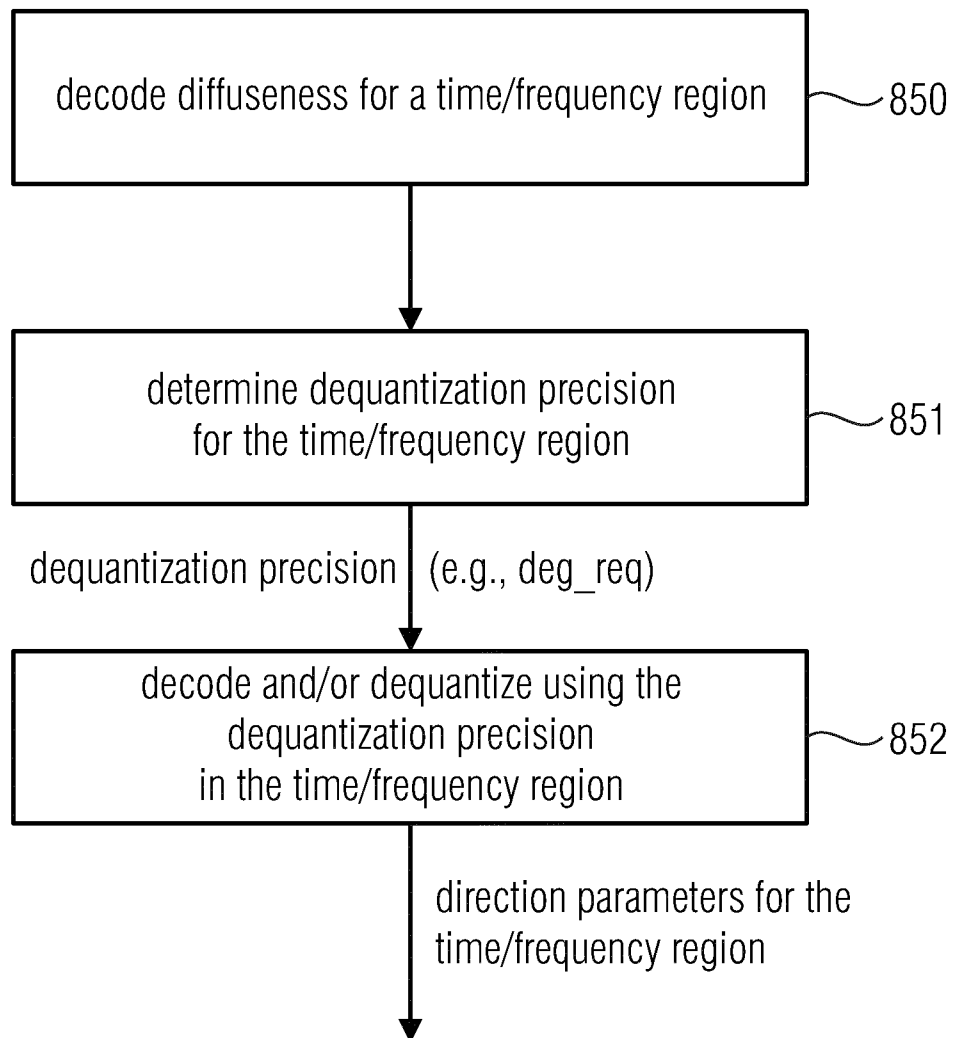 decode diffuseness for a time/frequency region
850
determine dequantization precision
for the time/frequency region
851
dequantization precision (e.g., deg_req)
decode and/or dequantize using the
dequantization precision
in the time/frequency region
852
direction parameters for the
time/frequency region